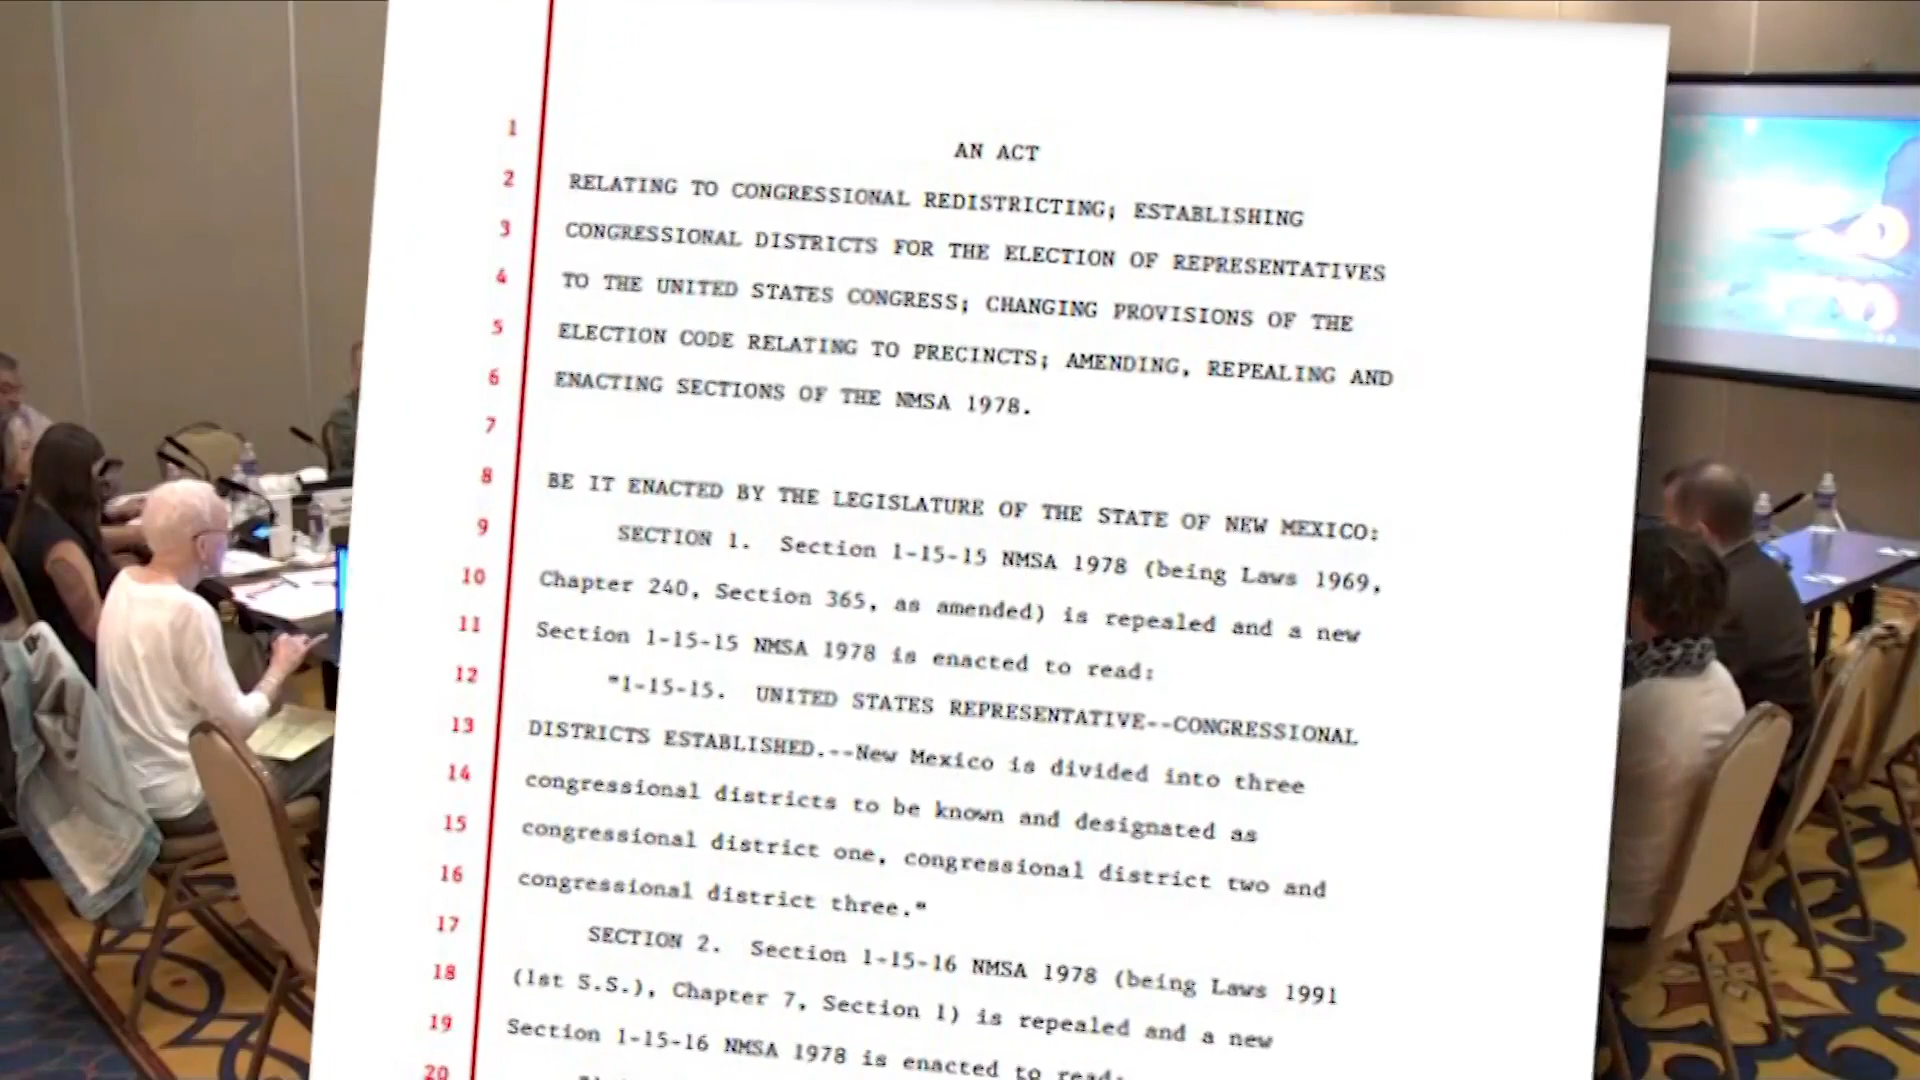 1 AN ACT
2 RELATING TO CONGRESSIONAL REDISTRICTING; ESTABLISHING
3 CONGRESSIONAL DISTRICTS FOR THE ELECTION OF REPRESENTATIVES
4 TO THE UNITED STATES CONGRESS; CHANGING PROVISIONS OF THE
5 ELECTION CODE RELATING TO PRECINCTS; AMENDING, REPEALING AND
6 ENACTING SECTIONS OF THE NMSA 1978.
7
8 BE IT ENACTED BY THE LEGISLATURE OF THE STATE OF NEW MEXICO:
9 SECTION 1. Section 1-15-15 NMSA 1978 (being Laws 1969,
10 Chapter 240, Section 365, as amended) is repealed and a new
11 Section 1-15-15 NMSA 1978 is enacted to read:
12 "1-15-15. UNITED STATES REPRESENTATIVE--CONGRESSIONAL
13 DISTRICTS ESTABLISHED.--New Mexico is divided into three
14 congressional districts to be known and designated as
15 congressional district one, congressional district two and
16 congressional district three."
17 SECTION 2. Section 1-15-16 NMSA 1978 (being Laws 1991
18 (1st S.S.), Chapter 7, Section 1) is repealed and a new
19 Section 1-15-16 NMSA 1978 is enacted to read:
20